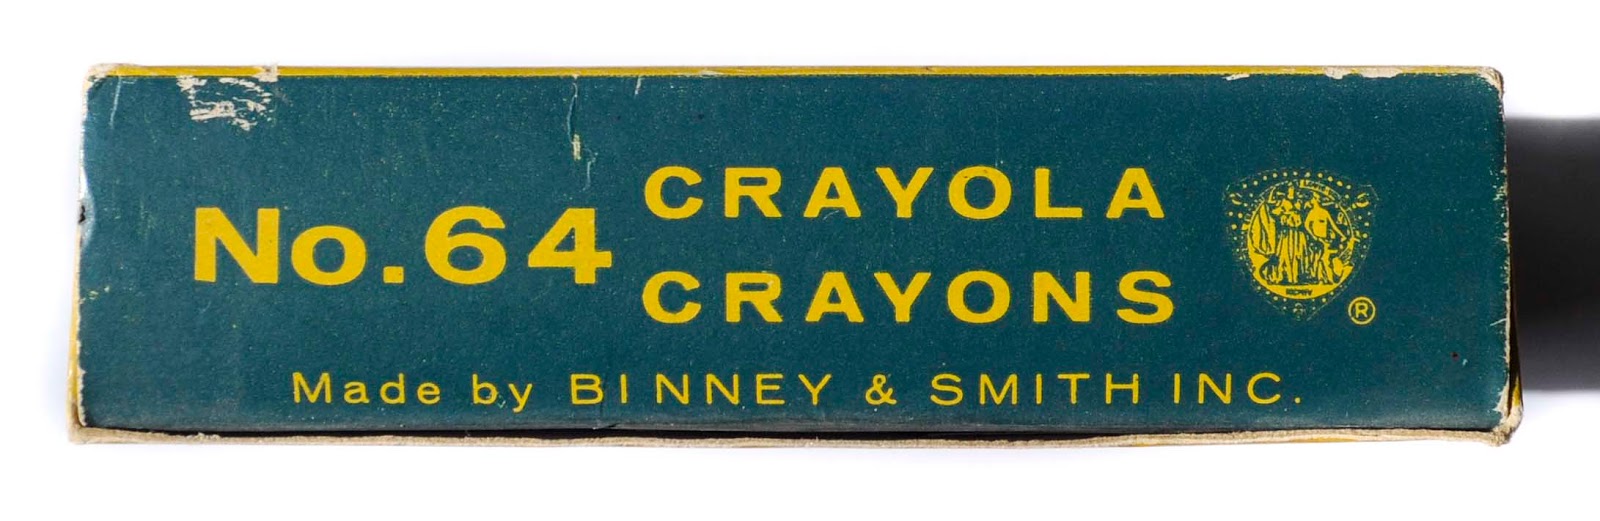 No. 64
CRAYOLA
CRAYONS
®
Made by BINNEY & SMITH INC.